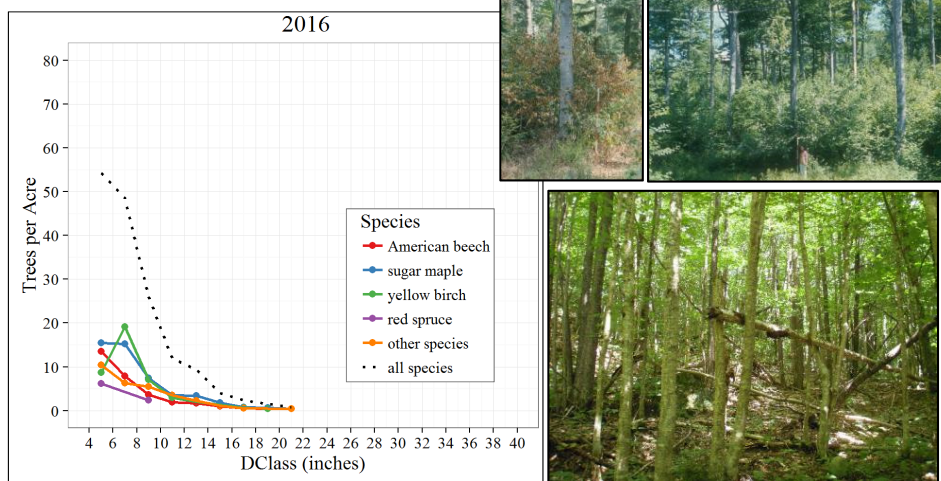 2016
80
70
60
50
40
30
20
10
0
Trees per Acre
Species
American beech
sugar maple
yellow birch
red spruce
other species
all species
4 6 8 10 12 14 16 18 20 22 24 26 28 30 32 34 36 38 40
DClass (inches)